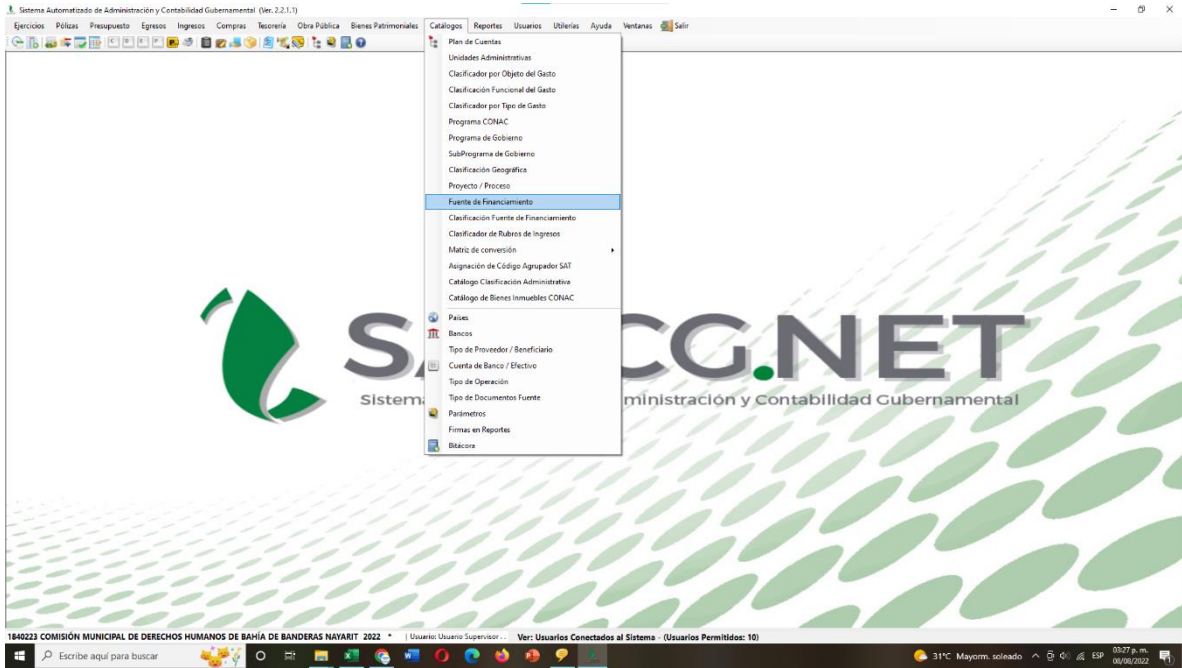 Sistema Automatizado de Administración y Contabilidad Gubernamental (Ver. 2.2.1.1)
Ejercicios Pólizas Presupuesto Egresos Ingresos Compras Tesorería Obra Pública Bienes Patrimoniales Catálogos Reportes Usuarios Utilerías Ayuda Ventanas Salir
Plan de Cuentas
Unidades Administrativas
Clasificador por Objeto del Gasto
Clasificación Funcional del Gasto
Clasificador por Tipo de Gasto
Programa CONAC
Programa de Gobierno
SubPrograma de Gobierno
Clasificación Geográfica
Proyecto / Proceso
Fuente de Financiamiento
Clasificación Fuente de Financiamiento
Clasificador de Rubros de Ingresos
Matriz de conversión
Asignación de Código Agrupador SAT
Catálogo Clasificación Administrativa
Catálogo de Bienes Inmuebles CONAC
Países
Bancos
Tipo de Proveedor / Beneficiario
Cuenta de Banco / Efectivo
Tipo de Operación
Tipo de Documentos Fuente
Parámetros
Firmas en Reportes
Bitácora
S CG.NET
Sistem ministración y Contabilidad Gubernamental
1840223 COMISIÓN MUNICIPAL DE DERECHOS HUMANOS DE BAHÍA DE BANDERAS NAYARIT 2022 * | Usuario: Usuario Supervisor . . Ver: Usuarios Conectados al Sistema - (Usuarios Permitidos: 10)
Escribe aquí para buscar
31°C Mayorm. soleado ESP
03:27 p. m.
08/08/2022